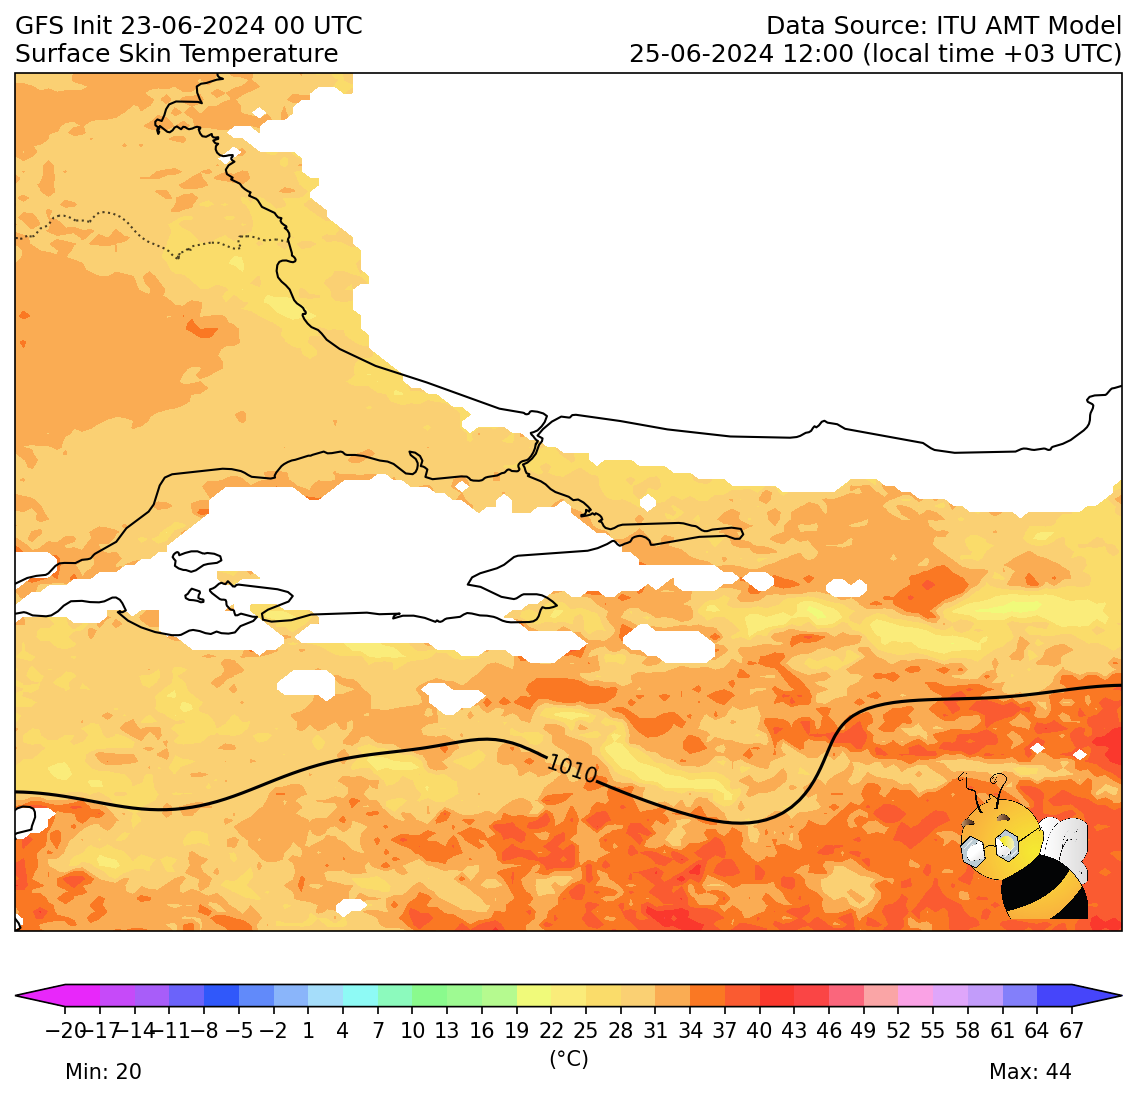 GFS Init 23-06-2024 00 UTC
Data Source: ITU AMT Model
Surface Skin Temperature
25-06-2024 12:00 (local time +03 UTC)
1010
−20 −17 −14 −11 −8 −5 −2 1 4 7 10 13 16 19 22 25 28 31 34 37 40 43 46 49 52 55 58 61 64 67
(°C)
Min: 20
Max: 44